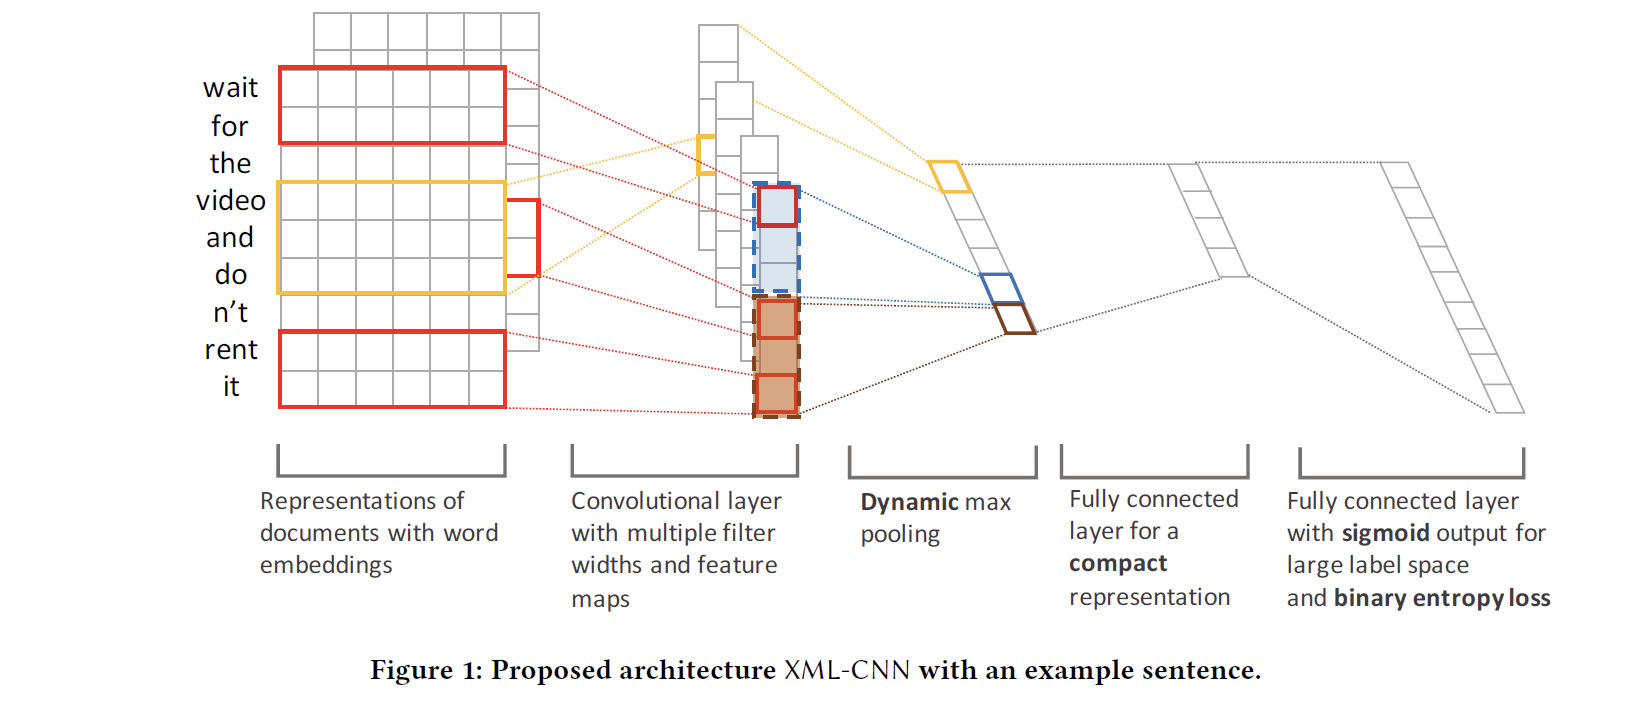 wait
for
the
video
and
do
n’t
rent
it
Representations of
documents with word
embeddings
Convolutional layer
with multiple filter
widths and feature
maps
Dynamic max
pooling
Fully connected
layer for a
compact
representation
Fully connected layer
with sigmoid output for
large label space
and binary entropy loss
Figure 1: Proposed architecture XML-CNN with an example sentence.